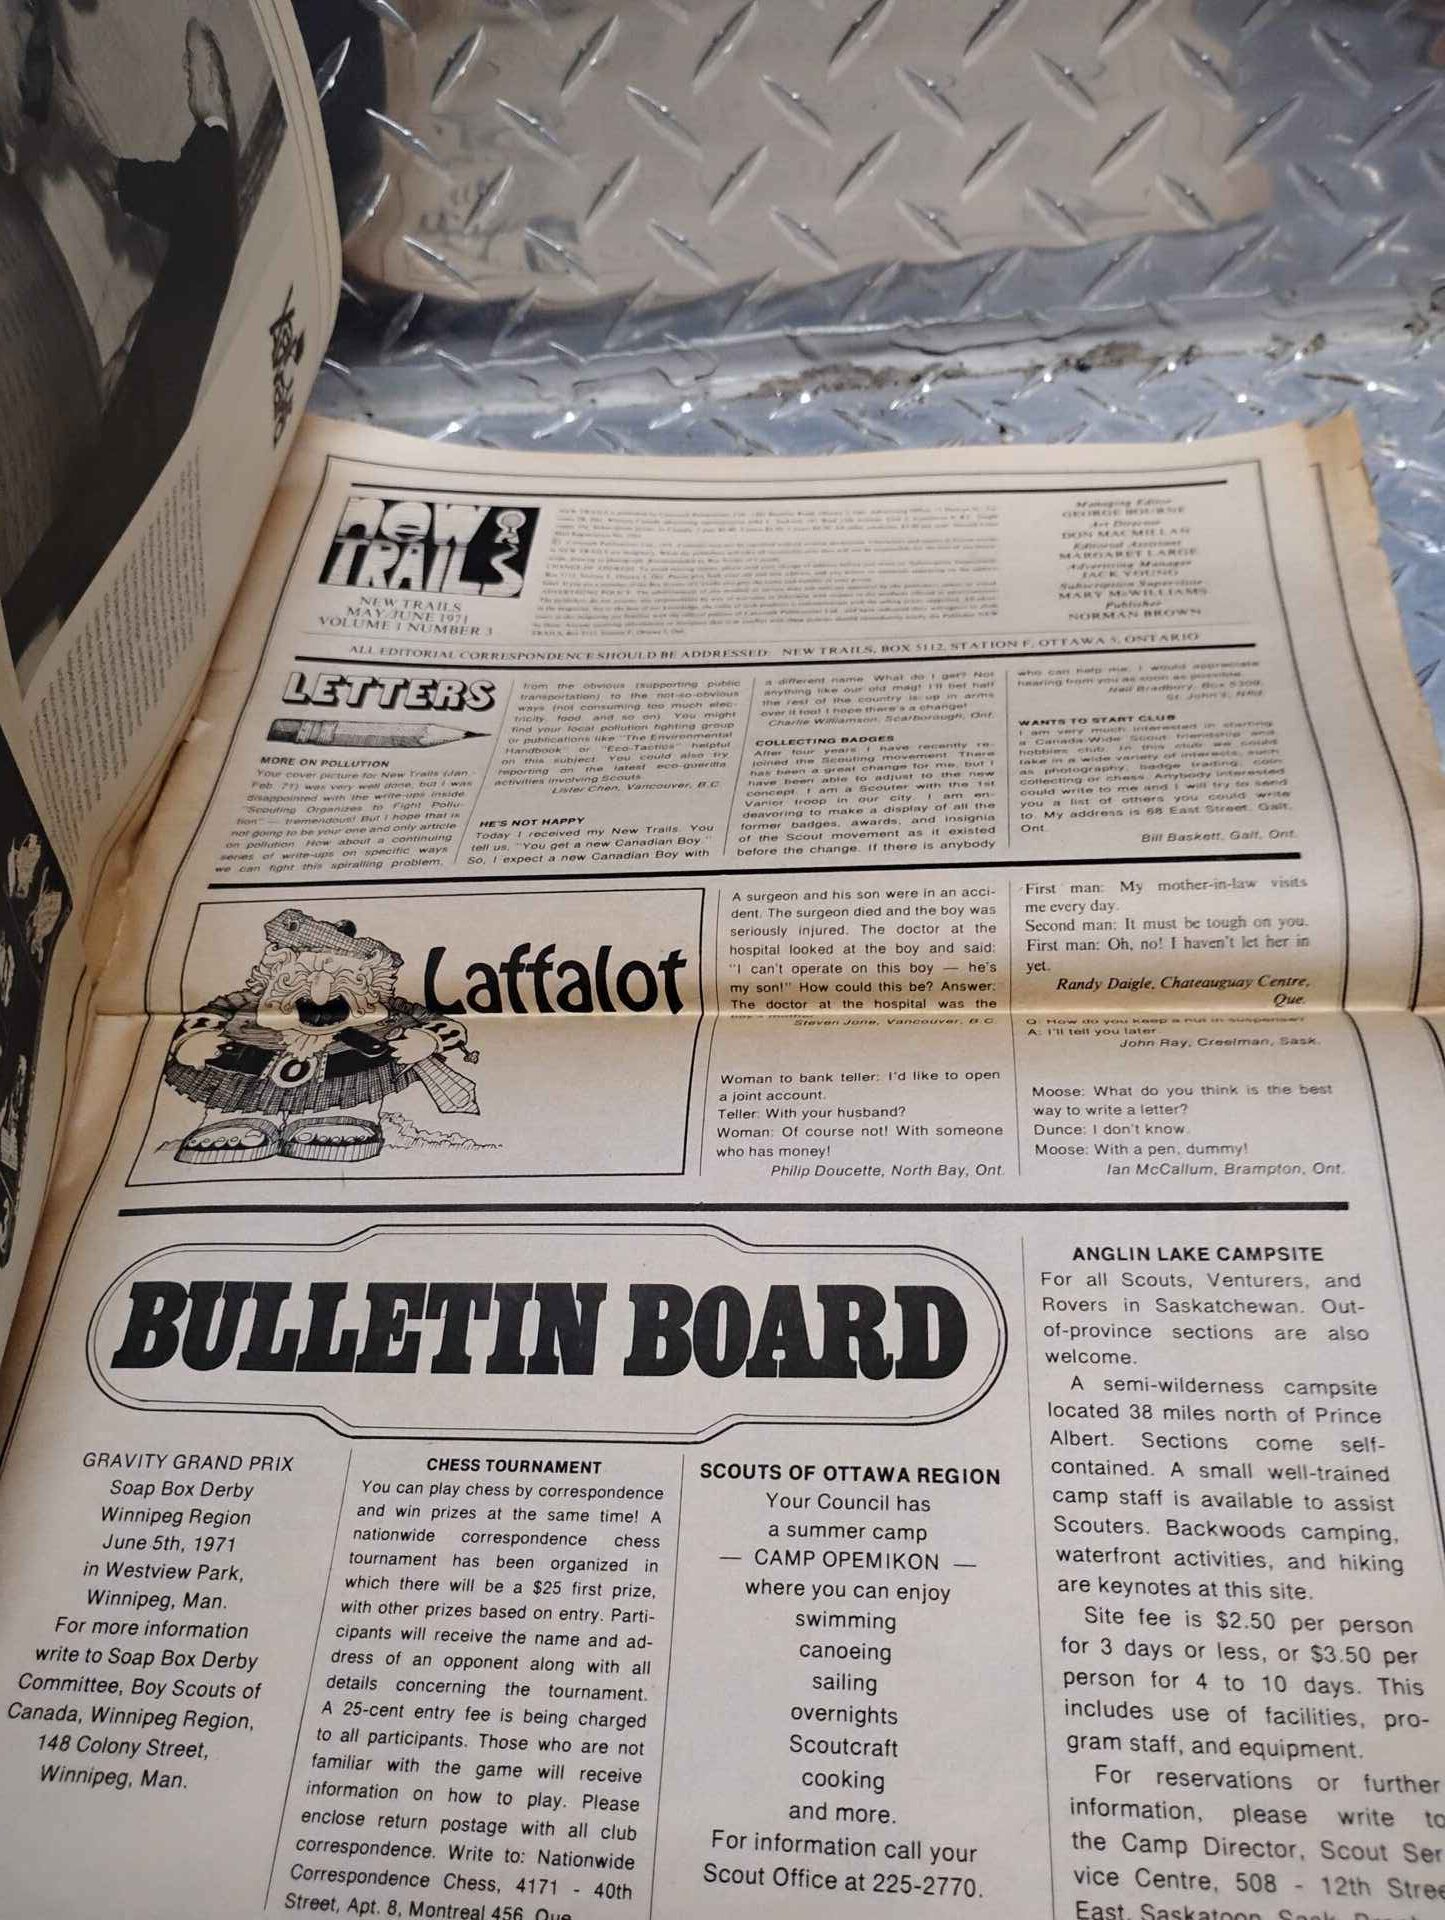 new
TRAILS
NEW TRAILS
MAY/JUNE 1971
VOLUME 1 NUMBER 3
Managing Editor
GEORGE BOURNE
Art Director
DON MACMILLAN
Editorial Assistant
MARGARET LARGE
Advertising Manager
JACK YOUNG
Subscription Supervisor
MARY McWILLIAMS
Publisher
NORMAN BROWN
ALL EDITORIAL CORRESPONDENCE SHOULD BE ADDRESSED: NEW TRAILS, BOX 5112, STATION F, OTTAWA 5, ONTARIO
LETTERS
MORE ON POLLUTION
Your cover picture for New Trails (Jan.-
Feb. 71) was very well done, but I was
disappointed with the write-ups inside.
"Scouting Organizes to Fight Pollu-
tion" — tremendous! But I hope that is
not going to be your one and only article
on pollution. How about a continuing
series of write-ups on specific ways
we can fight this spiralling problem,
from the obvious (supporting public
transportation) to the not-so-obvious
ways (not consuming too much elec-
tricity, food and so on). You might
find your local pollution fighting group
or publications like "The Environmental
Handbook" or "Eco-Tactics" helpful
on this subject. You could also try
reporting on the latest eco-guerilla
activities involving Scouts.
Lister Chen, Vancouver, B.C.
HE'S NOT HAPPY
Today I received my New Trails. You
tell us, "You get a new Canadian Boy."
So, I expect a new Canadian Boy with
a different name. What do I get? Not
anything like our old mag! I'll bet half
the rest of the country is up in arms
over it too! I hope there's a change!
Charlie Williamson, Scarborough, Ont.
COLLECTING BADGES
After four years I have recently re-
joined the Scouting movement. There
has been a great change for me, but I
have been able to adjust to the new
concept. I am a Scouter with the 1st
Vanior troop in our city. I am en-
deavoring to make a display of all the
former badges, awards, and insignia
of the Scout movement as it existed
before the change. If there is anybody
who can help me, I would appreciate
hearing from you as soon as possible.
Neil Bradbury, Box 5300,
St. John's, Nfld.
WANTS TO START CLUB
I am very much interested in starting
a Canada-Wide Scout friendship and
hobbies club. In this club we could
take in a wide variety of interests, such
as photography, badge trading, coin
collecting or chess. Anybody interested
could write to me and I will try to send
you a list of others you could write
to. My address is 68 East Street, Galt,
Ont.
Bill Baskett, Galt, Ont.
Laffalot
A surgeon and his son were in an acci-
dent. The surgeon died and the boy was
seriously injured. The doctor at the
hospital looked at the boy and said:
"I can't operate on this boy — he's
my son!" How could this be? Answer:
The doctor at the hospital was the
boy's mother.
Steven Jone, Vancouver, B.C.
Woman to bank teller: I'd like to open
a joint account.
Teller: With your husband?
Woman: Of course not! With someone
who has money!
Philip Doucette, North Bay, Ont.
First man: My mother-in-law visits
me every day.
Second man: It must be tough on you.
First man: Oh, no! I haven't let her in
yet.
Randy Daigle, Chateauguay Centre,
Que.
Q: How do you keep a nut in suspense?
A: I'll tell you later.
John Ray, Creelman, Sask.
Moose: What do you think is the best
way to write a letter?
Dunce: I don't know.
Moose: With a pen, dummy!
Ian McCallum, Brampton, Ont.
BULLETIN BOARD
GRAVITY GRAND PRIX
Soap Box Derby
Winnipeg Region
June 5th, 1971
in Westview Park,
Winnipeg, Man.
For more information
write to Soap Box Derby
Committee, Boy Scouts of
Canada, Winnipeg Region,
148 Colony Street,
Winnipeg, Man.
CHESS TOURNAMENT
You can play chess by correspondence
and win prizes at the same time! A
nationwide correspondence chess
tournament has been organized in
which there will be a $25 first prize,
with other prizes based on entry. Parti-
cipants will receive the name and ad-
dress of an opponent along with all
details concerning the tournament.
A 25-cent entry fee is being charged
to all participants. Those who are not
familiar with the game will receive
information on how to play. Please
enclose return postage with all club
correspondence. Write to: Nationwide
Correspondence Chess, 4171 - 40th
Street, Apt. 8, Montreal 456, Que.
SCOUTS OF OTTAWA REGION
Your Council has
a summer camp
— CAMP OPEMIKON —
where you can enjoy
swimming
canoeing
sailing
overnights
Scoutcraft
cooking
and more.
For information call your
Scout Office at 225-2770.
ANGLIN LAKE CAMPSITE
For all Scouts, Venturers, and
Rovers in Saskatchewan. Out-
of-province sections are also
welcome.
A semi-wilderness campsite
located 38 miles north of Prince
Albert. Sections come self-
contained. A small well-trained
camp staff is available to assist
Scouters. Backwoods camping,
waterfront activities, and hiking
are keynotes at this site.
Site fee is $2.50 per person
for 3 days or less, or $3.50 per
person for 4 to 10 days. This
includes use of facilities, pro-
gram staff, and equipment.
For reservations or further
information, please write to
the Camp Director, Scout Ser-
vice Centre, 508 - 12th Stree
East, Saskatoon, Sask.